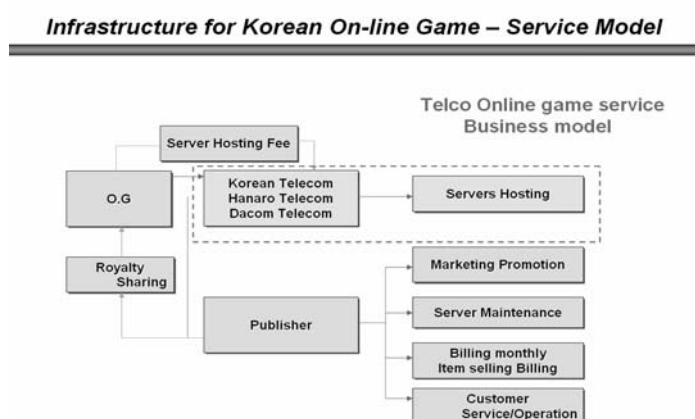 Infrastructure for Korean On-line Game – Service Model
Telco Online game service
Business model
Server Hosting Fee
O.G
Korean Telecom
Hanaro Telecom
Dacom Telecom
Servers Hosting
Royalty
Sharing
Marketing Promotion
Publisher
Server Maintenance
Billing monthly
Item selling Billing
Customer
Service/Operation